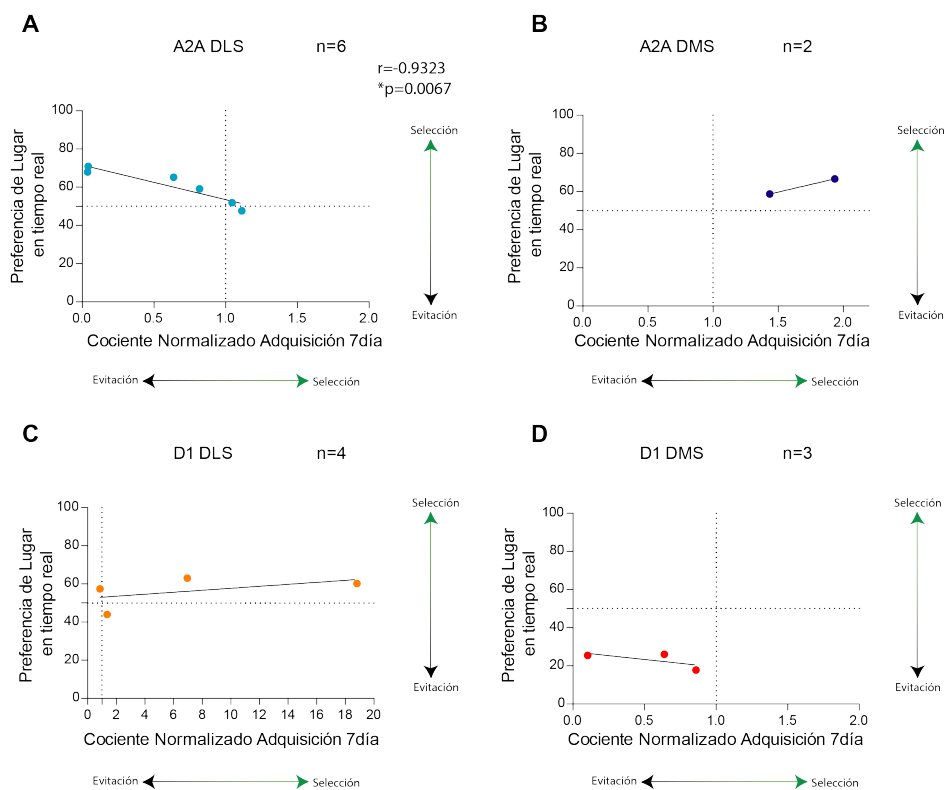 A
A2A DLS n=6
r=-0.9323
*p=0.0067
Preferencia de Lugar
en tiempo real
100
80
60
40
20
0
0.0 0.5 1.0 1.5 2.0
Cociente Normalizado Adquisición 7día
Evitación Selección
Selección
Evitación
B
A2A DMS n=2
Preferencia de Lugar
en tiempo real
100
80
60
40
20
0
0.0 0.5 1.0 1.5 2.0
Cociente Normalizado Adquisición 7día
Evitación Selección
Selección
Evitación
C
D1 DLS n=4
Preferencia de Lugar
en tiempo real
100
80
60
40
20
0
0 2 4 6 8 10 12 14 16 18 20
Cociente Normalizado Adquisición 7día
Evitación Selección
Selección
Evitación
D
D1 DMS n=3
Preferencia de Lugar
en tiempo real
100
80
60
40
20
0
0.0 0.5 1.0 1.5 2.0
Cociente Normalizado Adquisición 7día
Evitación Selección
Selección
Evitación